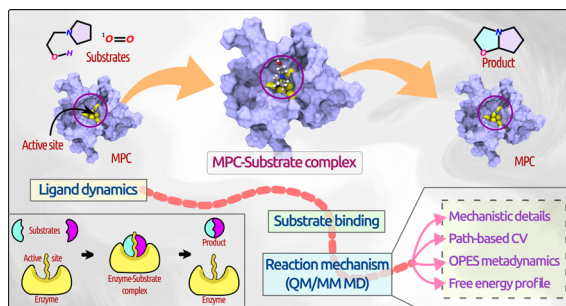 N
O
H
¹O=O
Substrates
Active site
MPC
MPC-Substrate complex
N
O
Product
MPC
Ligand dynamics
Substrate binding
Reaction mechanism
(QM/MM MD)
Mechanistic details
Path-based CV
OPES metadynamics
Free energy profile
Substrates
Active site
Enzyme
Enzyme-Substrate
complex
Product
Enzyme